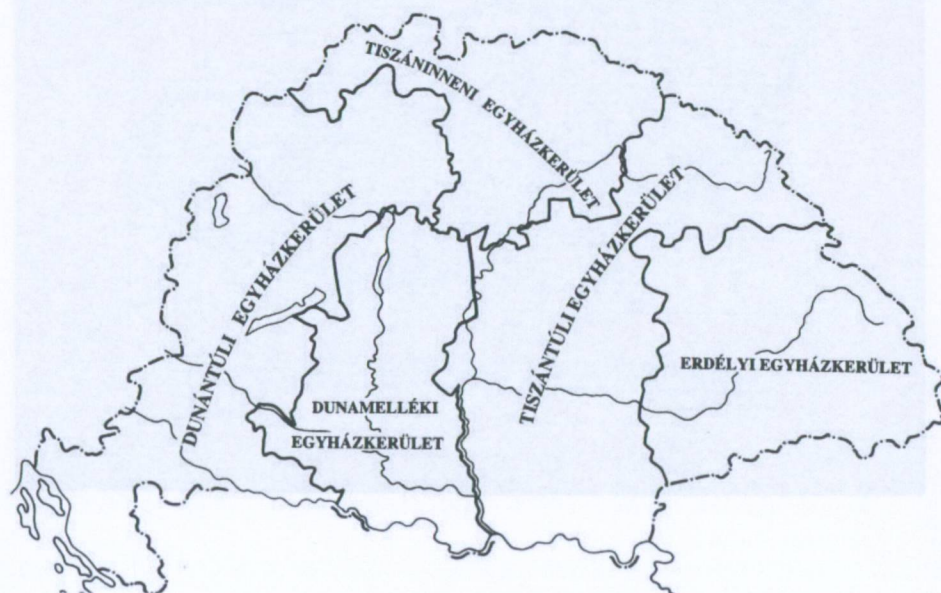 TISZÁNINNENI EGYHÁZKERÜLET
DUNÁNTÚLI EGYHÁZKERÜLET
TISZÁNTÚLI EGYHÁZKERÜLET
ERDÉLYI EGYHÁZKERÜLET
DUNAMELLÉKI
EGYHÁZKERÜLET